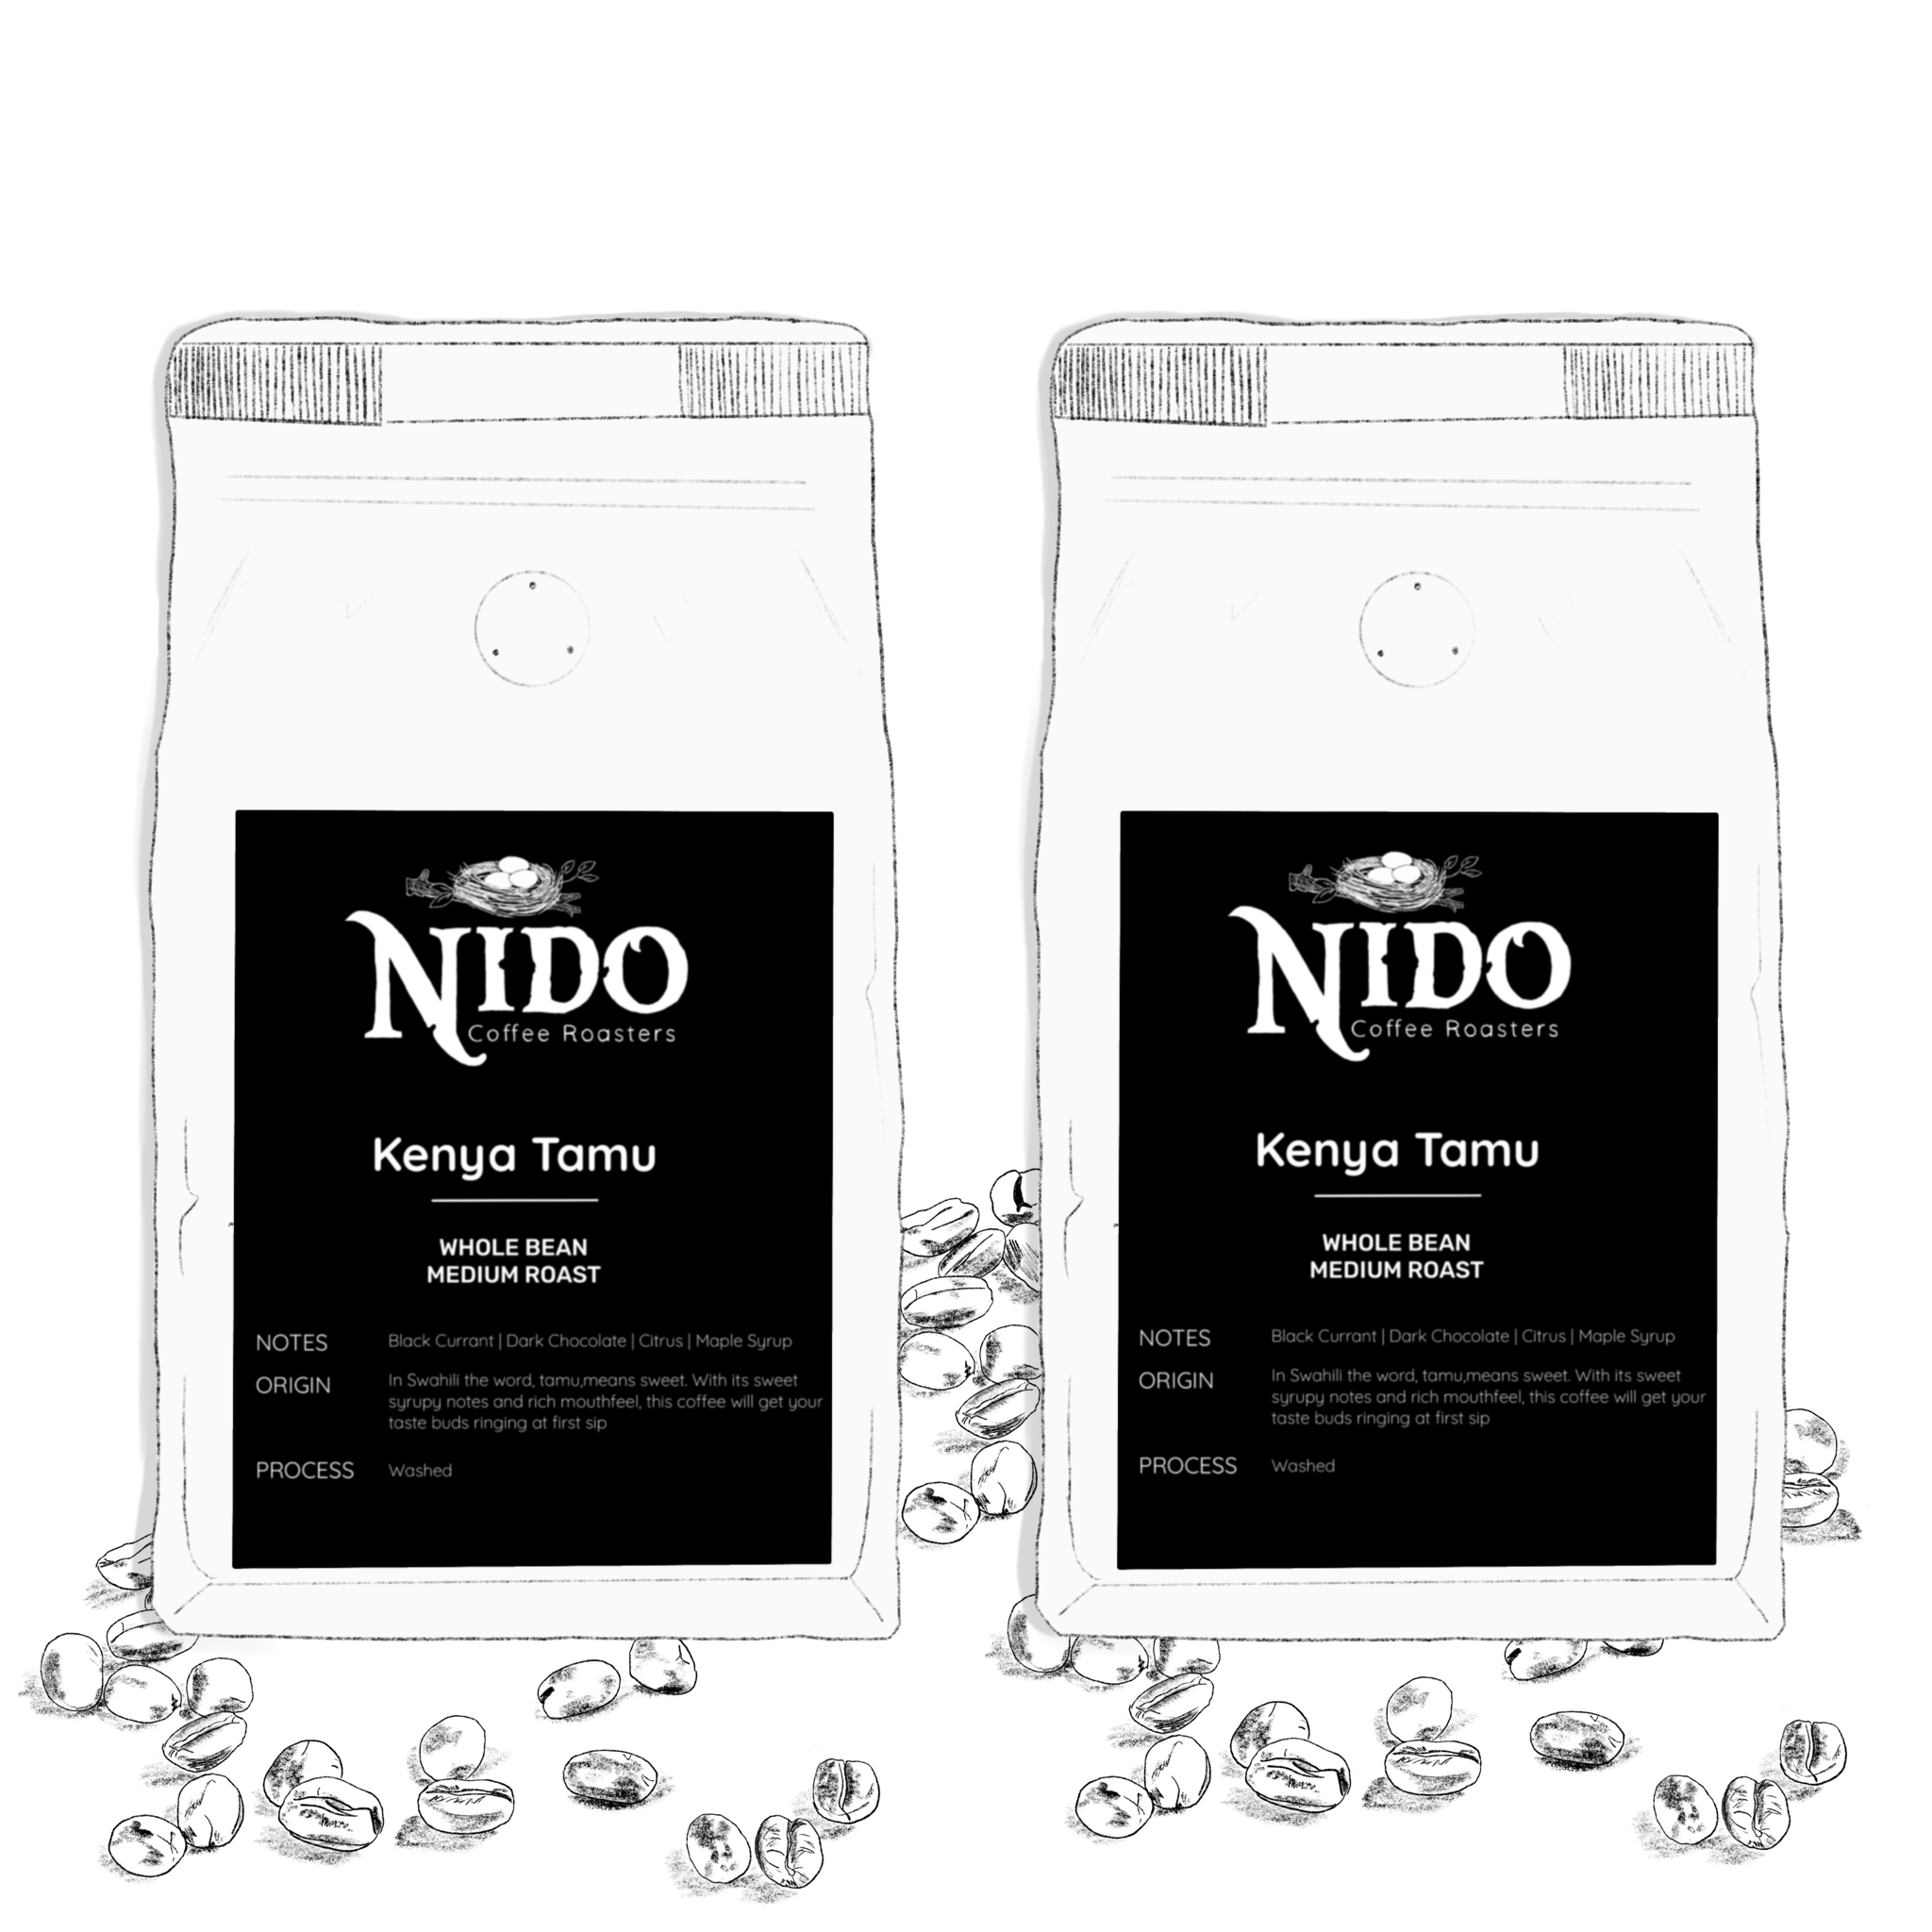 NIDO
Coffee Roasters
Kenya Tamu
WHOLE BEAN
MEDIUM ROAST
NOTES Black Currant | Dark Chocolate | Citrus | Maple Syrup
ORIGIN In Swahili the word, tamu,means sweet. With its sweet
syrupy notes and rich mouthfeel, this coffee will get your
taste buds ringing at first sip
PROCESS Washed
NIDO
Coffee Roasters
Kenya Tamu
WHOLE BEAN
MEDIUM ROAST
NOTES Black Currant | Dark Chocolate | Citrus | Maple Syrup
ORIGIN In Swahili the word, tamu,means sweet. With its sweet
syrupy notes and rich mouthfeel, this coffee will get your
taste buds ringing at first sip
PROCESS Washed